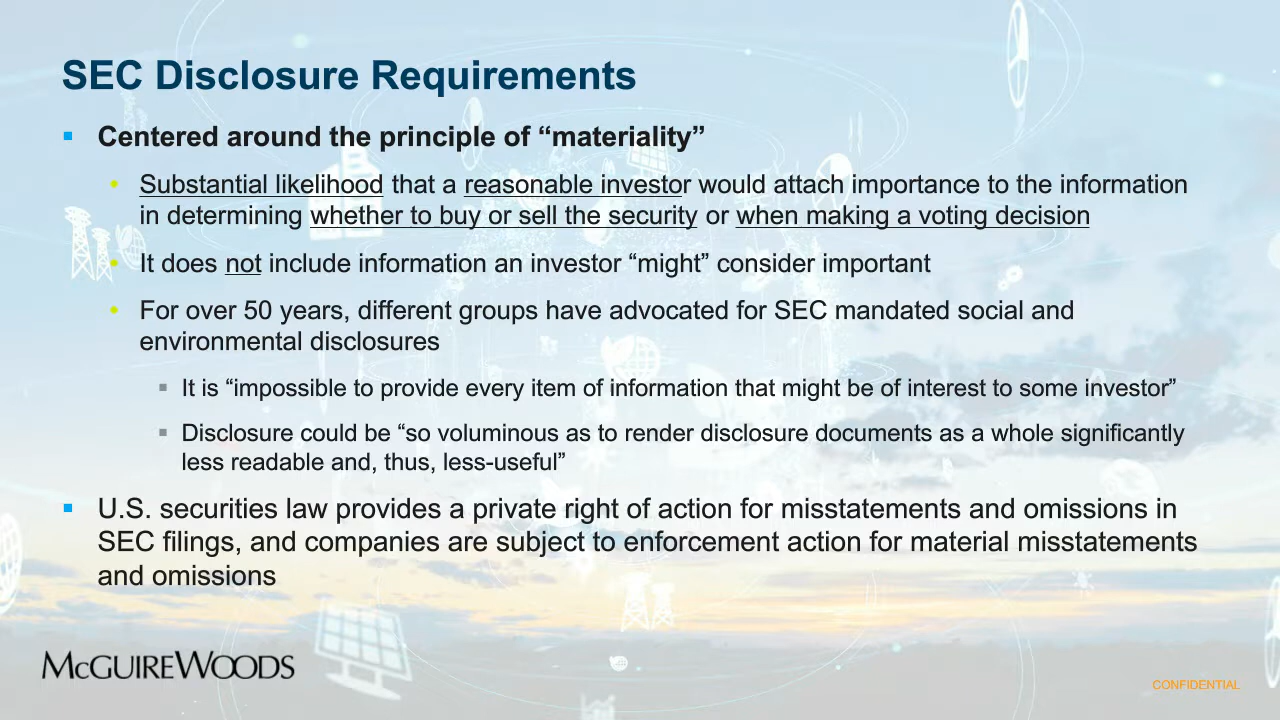 SEC Disclosure Requirements
▪ Centered around the principle of “materiality”
• Substantial likelihood that a reasonable investor would attach importance to the information
in determining whether to buy or sell the security or when making a voting decision
• It does not include information an investor “might” consider important
• For over 50 years, different groups have advocated for SEC mandated social and
environmental disclosures
▪ It is “impossible to provide every item of information that might be of interest to some investor”
▪ Disclosure could be “so voluminous as to render disclosure documents as a whole significantly
less readable and, thus, less-useful”
▪ U.S. securities law provides a private right of action for misstatements and omissions in
SEC filings, and companies are subject to enforcement action for material misstatements
and omissions
McGuireWoods
CONFIDENTIAL